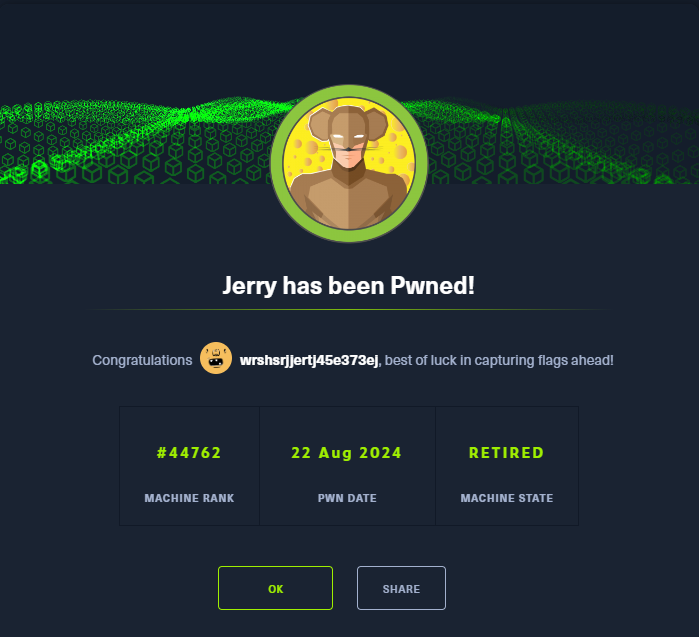 Jerry has been Pwned!
Congratulations wrshsrjjertj45e373ej, best of luck in capturing flags ahead!
#44762 22 Aug 2024 RETIRED
MACHINE RANK PWN DATE MACHINE STATE
OK SHARE